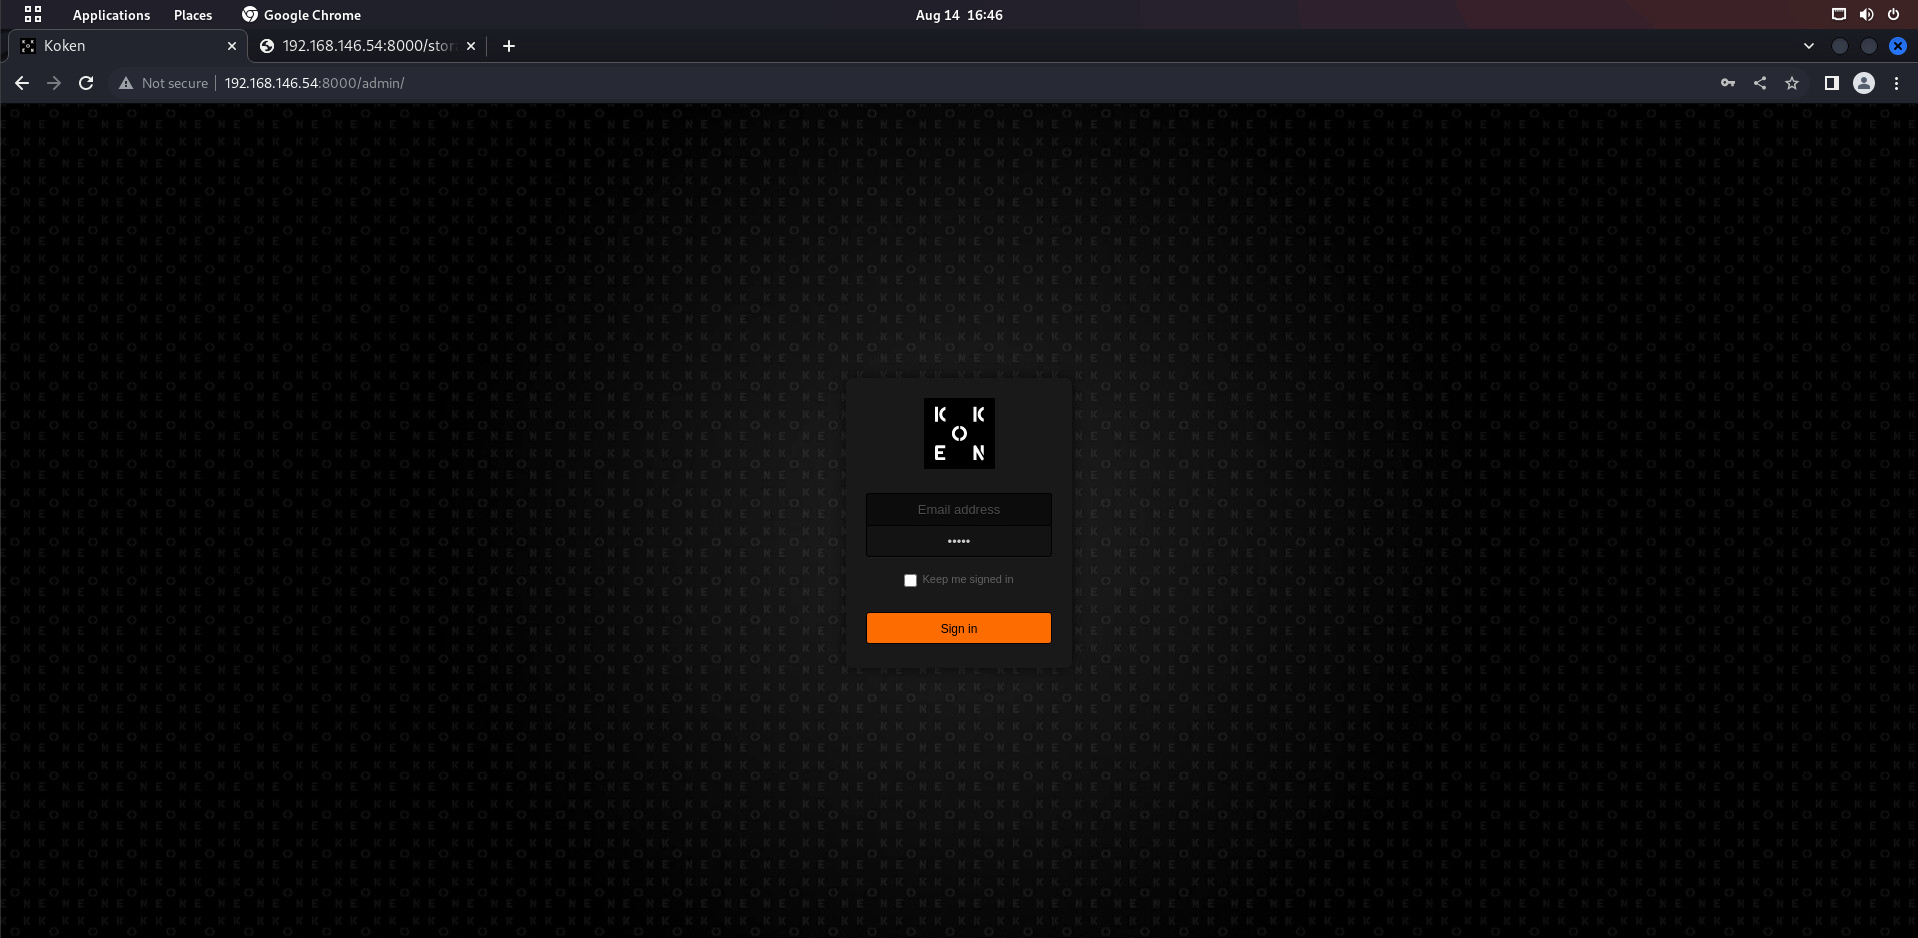 Applications Places Google Chrome Aug 14 16:46
Koken 192.168.146.54:8000/stor
Not secure 192.168.146.54:8000/admin/
K K
O
E N
Email address
•••••
Keep me signed in
Sign in